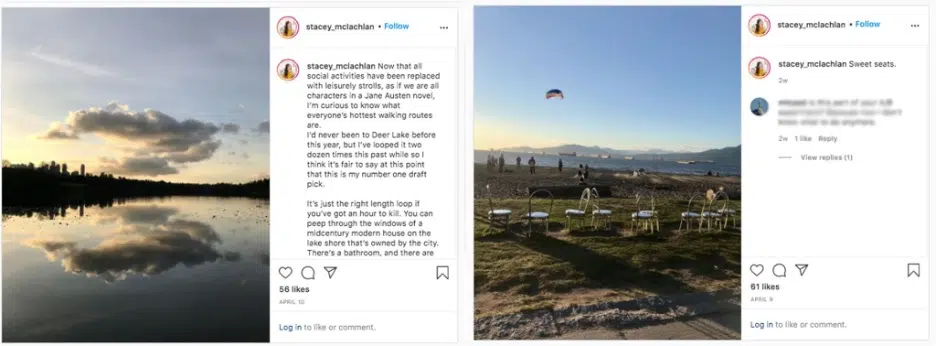 stacey_mclachlan • Follow
stacey_mclachlan Now that
all social activities have been replaced
with leisurely strolls, as if we are all
characters in a Jane Austen novel,
I'm curious to know what
everyone's hottest walking routes
are.
I'd never been to Deer Lake before
this year, but I've looped it two
dozen times this past while so I
think it's fair to say at this point
that this is my number one draft
pick.
It's just the right length loop if
you've got an hour to kill. You can
peep through the windows of a
midcentury modern house on the
lake shore that's owned by the city.
There's a bathroom, and there are
56 likes
APRIL 10
Log in to like or comment.
stacey_mclachlan • Follow
stacey_mclachlan Sweet seats.
2w
2w 1 like Reply
View replies (1)
61 likes
APRIL 9
Log in to like or comment.